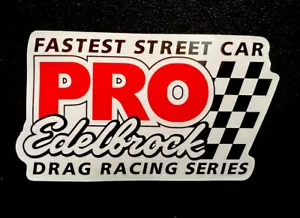 FASTEST STREET CAR
PRO
Edelbrock
DRAG RACING SERIES